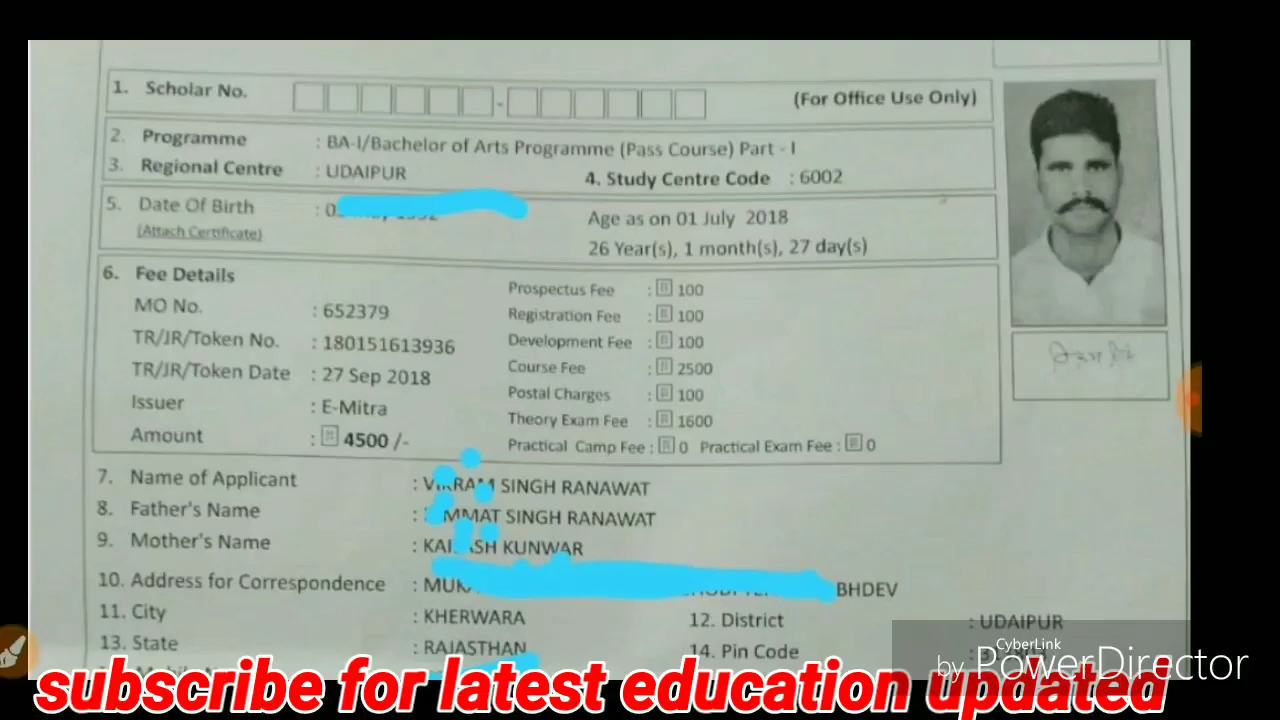 1. Scholar No. - (For Office Use Only)
2. Programme : BA-I/Bachelor of Arts Programme (Pass Course) Part - I
3. Regional Centre : UDAIPUR 4. Study Centre Code : 6002
5. Date Of Birth : 0
(Attach Certificate)
Age as on 01 July 2018
26 Year(s), 1 month(s), 27 day(s)
6. Fee Details
MO No. : 652379
TR/JR/Token No. : 180151613936
TR/JR/Token Date : 27 Sep 2018
Issuer : E-Mitra
Amount : 4500 /-
Prospectus Fee : 100
Registration Fee : 100
Development Fee : 100
Course Fee : 2500
Postal Charges : 100
Theory Exam Fee : 1600
Practical Camp Fee : 0 Practical Exam Fee : 0
7. Name of Applicant : SINGH RANAWAT
8. Father's Name : SINGH RANAWAT
9. Mother's Name : KUNWAR
10. Address for Correspondence : BHDEV
11. City : KHERWARA 12. District : UDAIPUR
13. State : RAJASTHAN 14. Pin Code :
CyberLink
by PowerDirector
subscribe for latest education updated